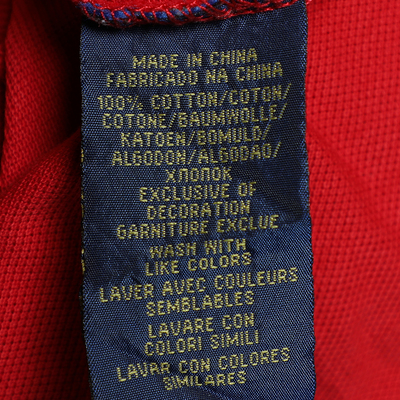 MADE IN CHINA
FABRICADO NA CHINA
100% COTTON/COTON/
COTONE/BAUMWOLLE/
KATOEN/BOMULD/
ALGODON/ALGODAO/
ХЛОПОК
EXCLUSIVE OF
DECORATION
GARNITURE EXCLUE
WASH WITH
LIKE COLORS
LAVER AVEC COULEURS
SEMBLABLES
LAVARE CON
COLORI SIMILI
LAVAR CON COLORES
SIMILARES